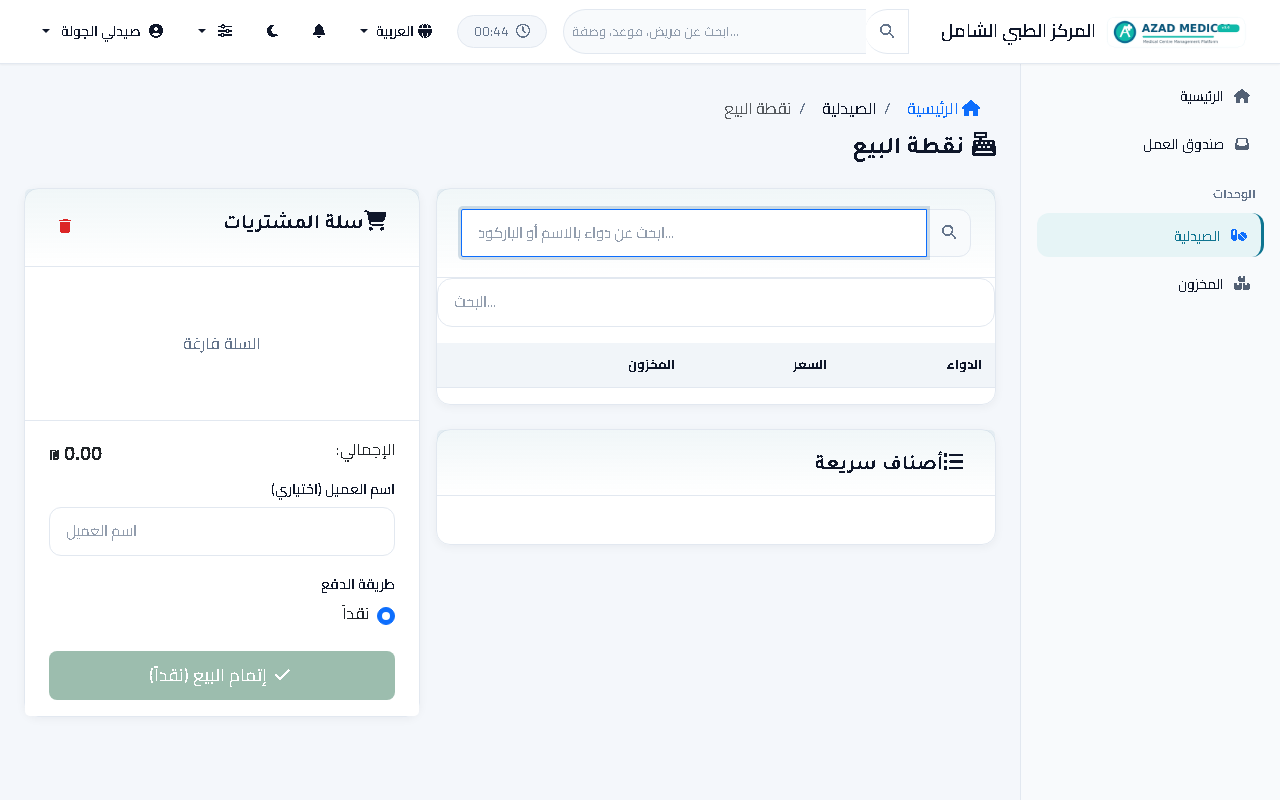 AZAD MEDIC
Medical Centre Management Platform
المركز الطبي الشامل
ابحث عن مريض، موعد، وصفة...
00:44
العربية
صيدلي الجولة
الرئيسية
صندوق العمل
الوحدات
الصيدلية
المخزون
الرئيسية / الصيدلية / نقطة البيع
نقطة البيع
ابحث عن دواء بالاسم أو الباركود...
البحث...
الدواء السعر المخزون
أصناف سريعة
سلة المشتريات
السلة فارغة
الإجمالي: 0.00 ₪
اسم العميل (اختياري)
اسم العميل
طريقة الدفع
نقداً
إتمام البيع (نقداً)